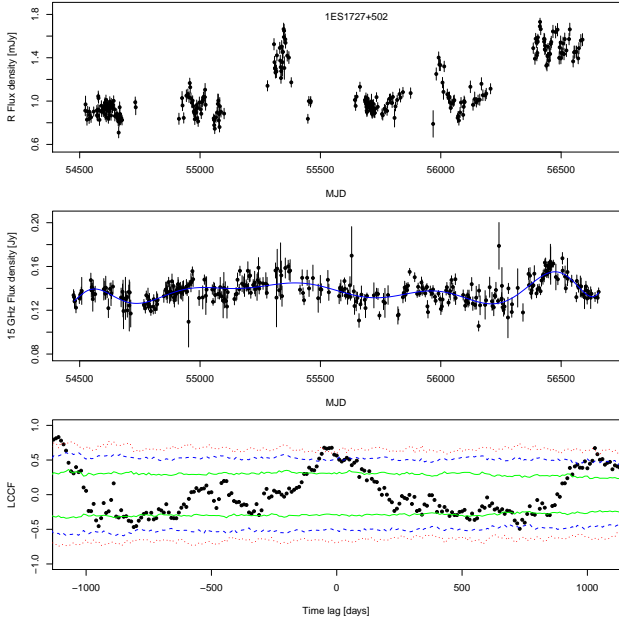 1ES1727+502
R Flux density [mJy]
0.6 1.0 1.4 1.8
54500 55000 55500 56000 56500
MJD
15 GHz Flux density [Jy]
0.08 0.12 0.16 0.20
54500 55000 55500 56000 56500
MJD
LCCF
−1.0 −0.5 0.0 0.5 1.0
−1000 −500 0 500 1000
Time lag [days]